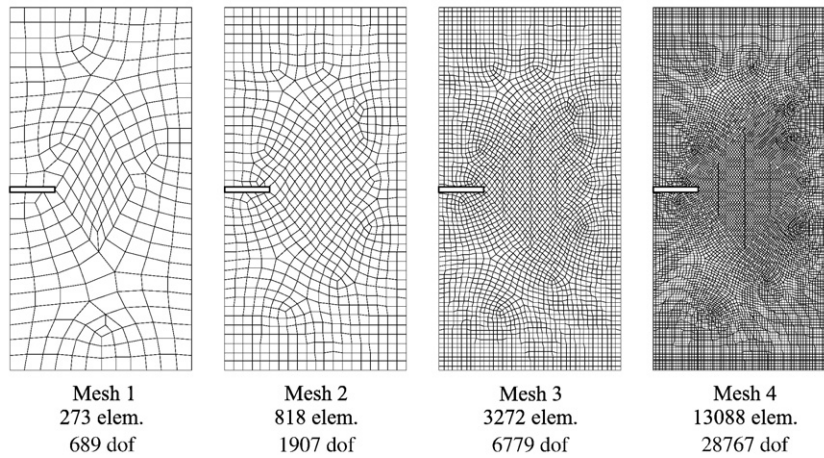 Mesh 1
273 elem.
689 dof
Mesh 2
818 elem.
1907 dof
Mesh 3
3272 elem.
6779 dof
Mesh 4
13088 elem.
28767 dof